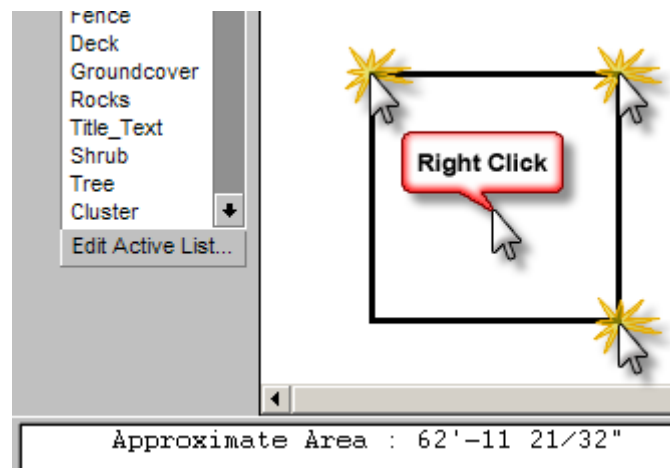 Fence
Deck
Groundcover
Rocks
Title_Text
Shrub
Tree
Cluster
Edit Active List...
Right Click
Approximate Area : 62'-11 21/32"